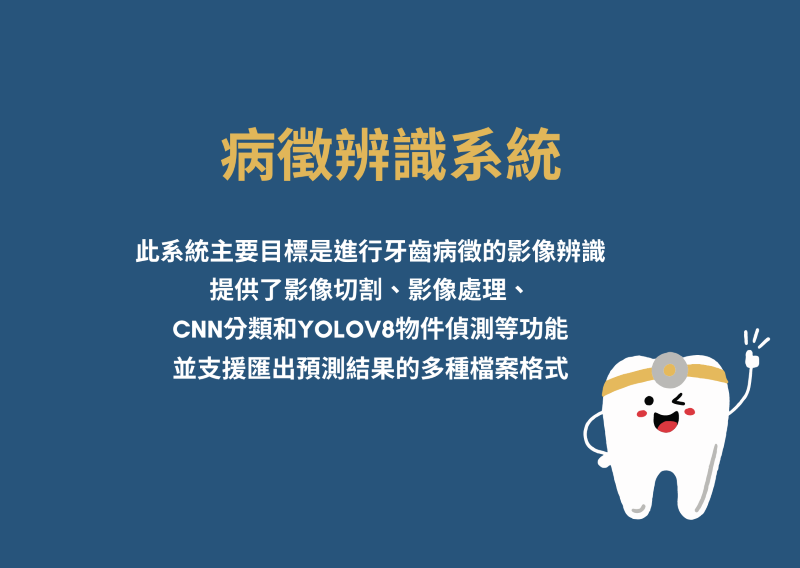 病徵辨識系統
此系統主要目標是進行牙齒病徵的影像辨識
提供了影像切割、影像處理、
CNN分類和YOLOV8物件偵測等功能
並支援匯出預測結果的多種檔案格式